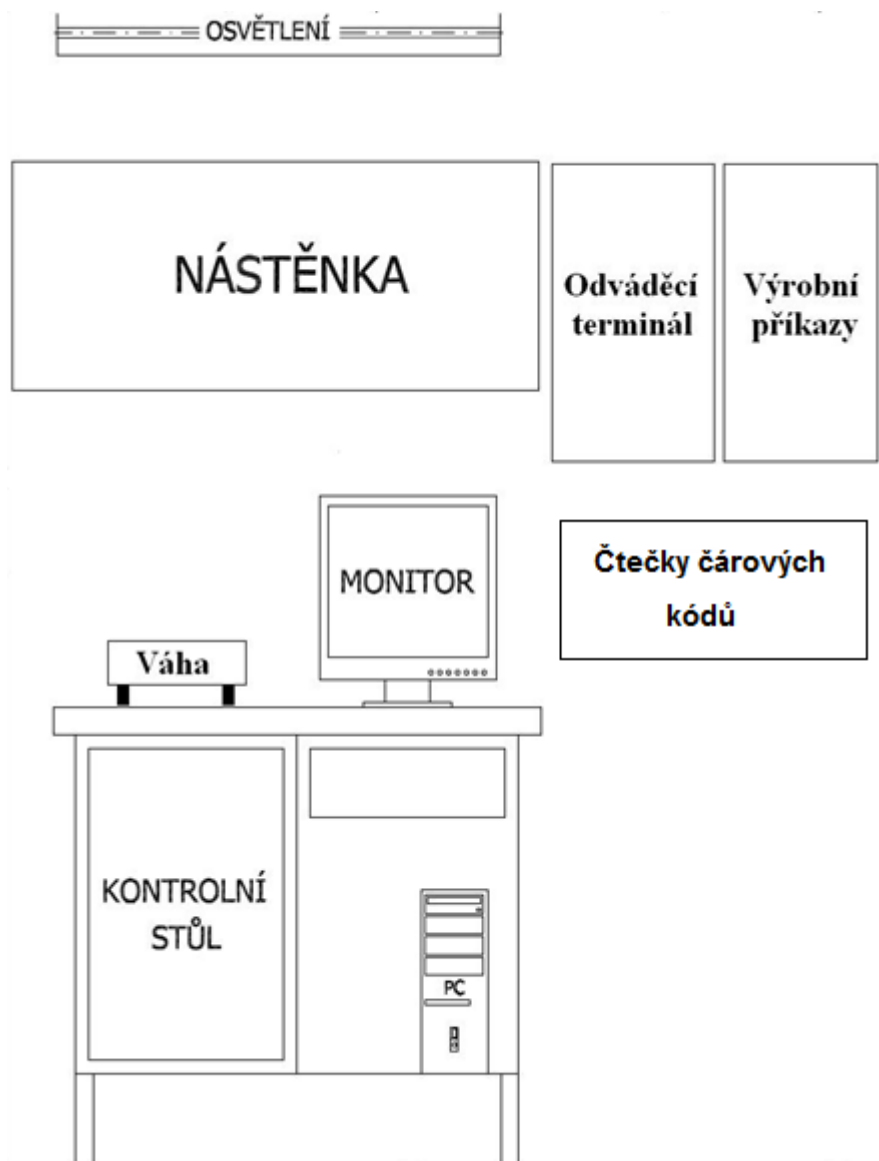 OSVĚTLENÍ
NÁSTĚNKA
Odváděcí
terminál
Výrobní
příkazy
MONITOR
Čtečky čárových
kódů
Váha
KONTROLNÍ
STŮL
PC